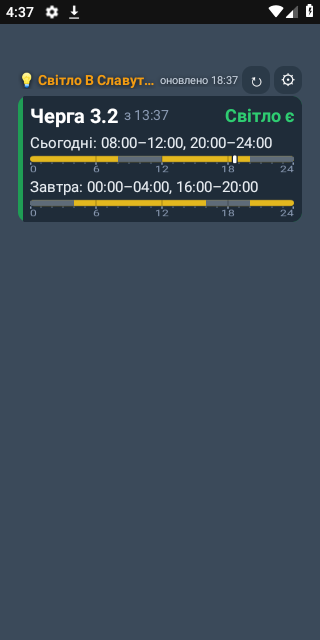 4:37
💡 Світло В Славут... оновлено 18:37
Черга 3.2 з 13:37 Світло є
Сьогодні: 08:00–12:00, 20:00–24:00
0 6 12 18 24
Завтра: 00:00–04:00, 16:00–20:00
0 6 12 18 24